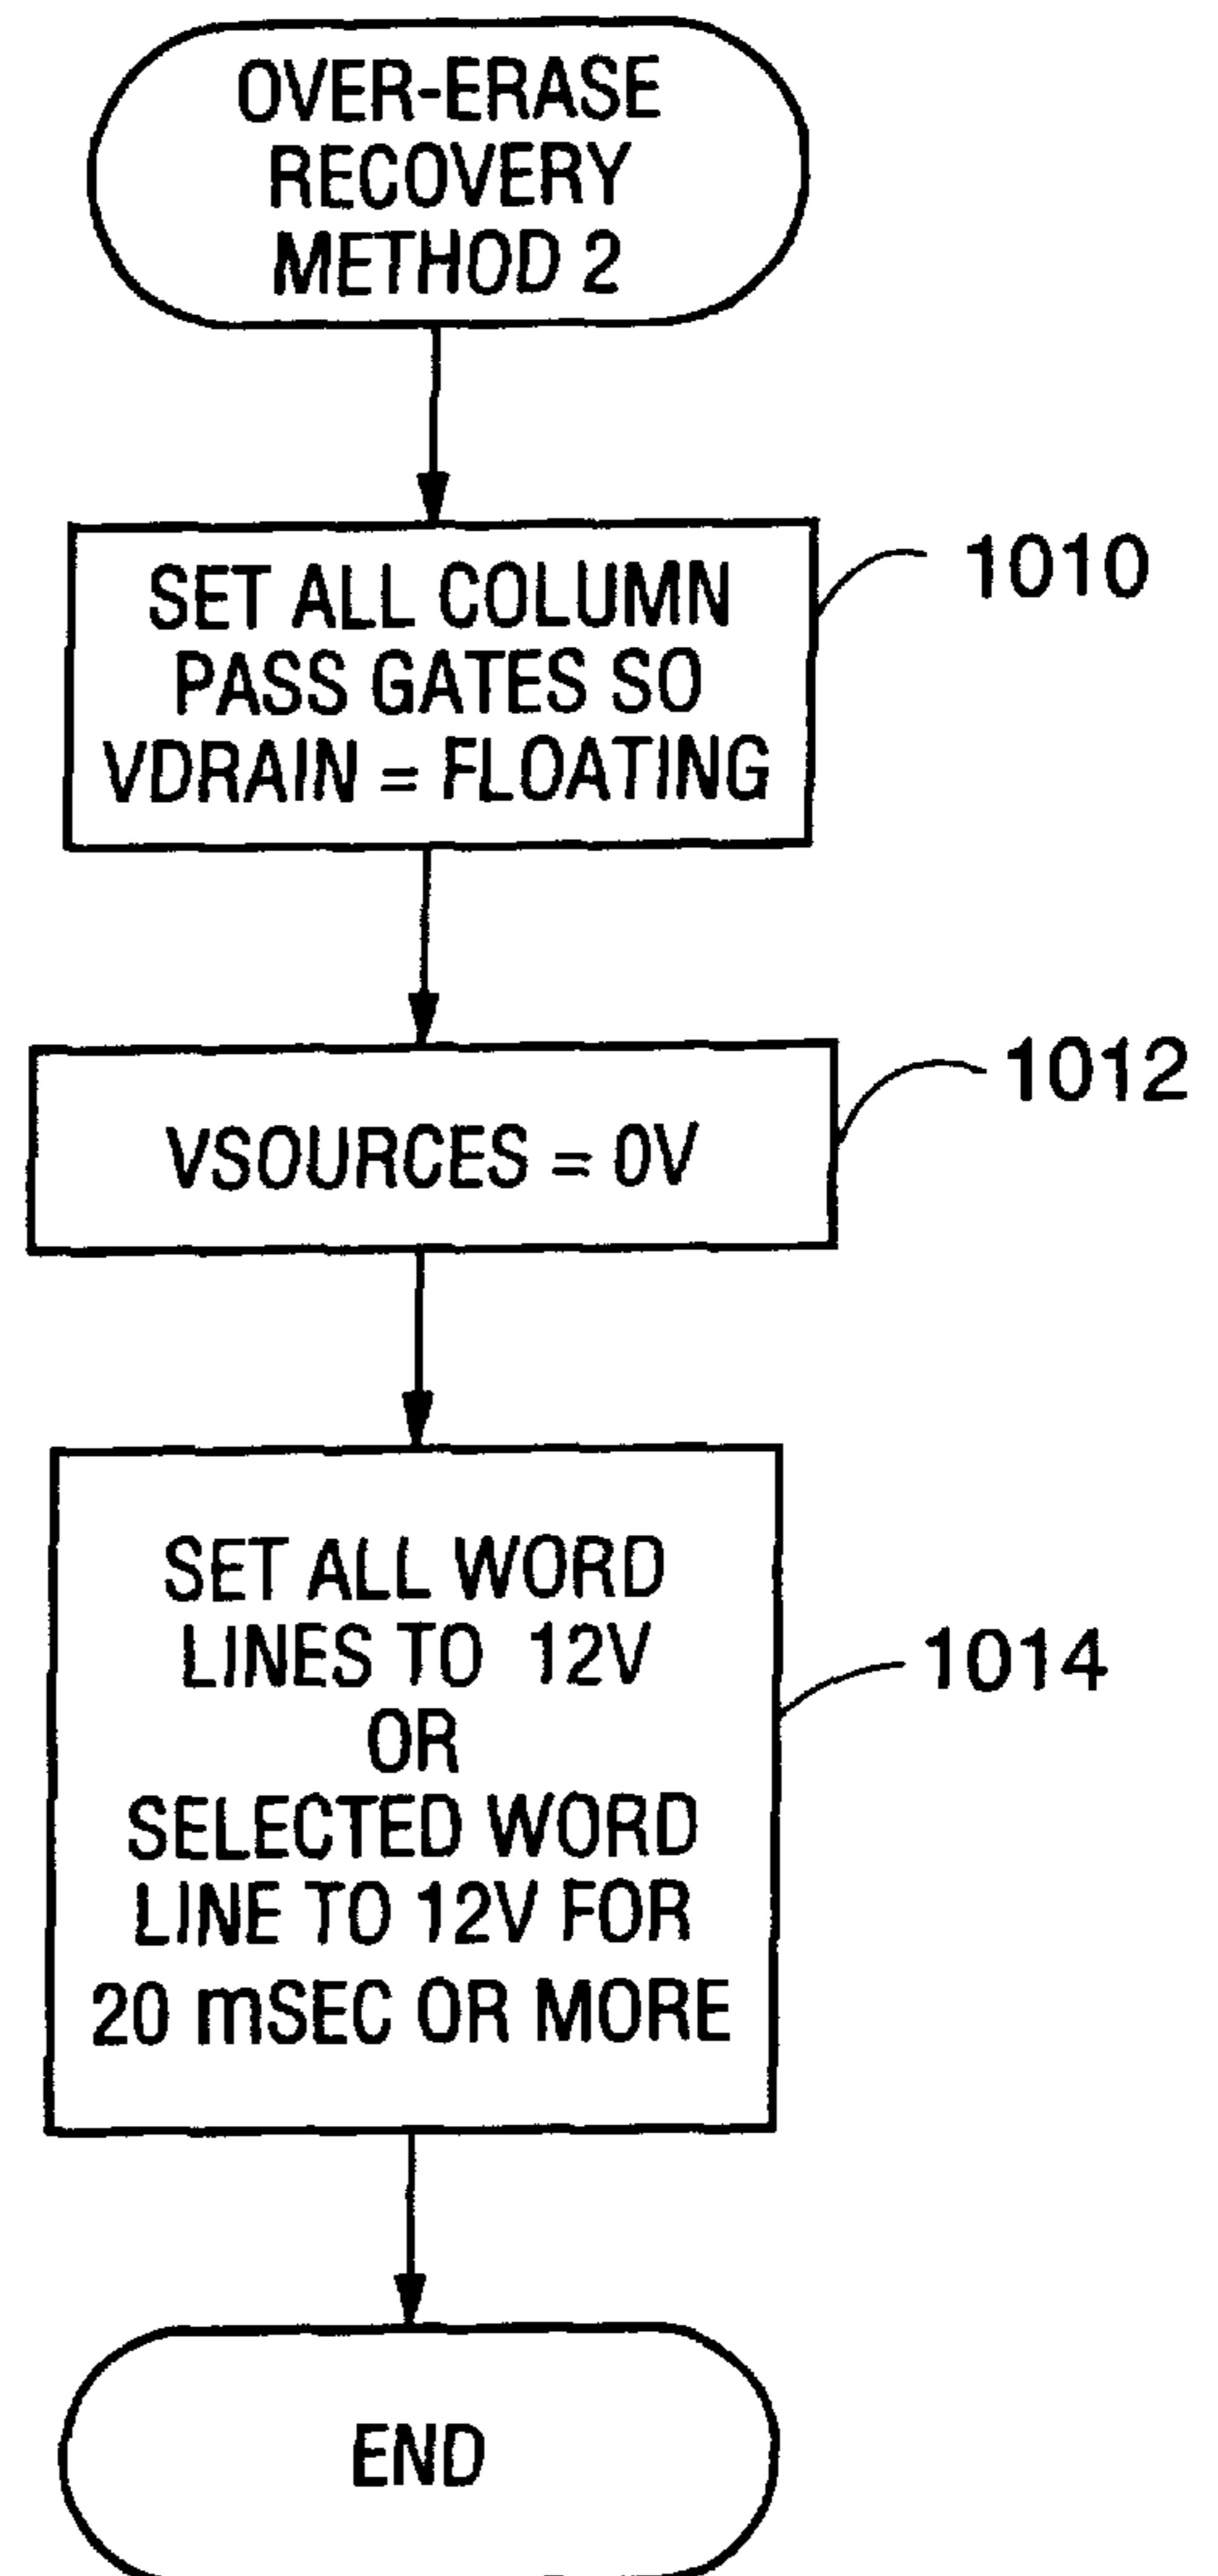 OVER-ERASE
RECOVERY
METHOD 2
SET ALL COLUMN
PASS GATES SO
VDRAIN = FLOATING
1010
VSOURCES = 0V
1012
SET ALL WORD
LINES TO 12V
OR
SELECTED WORD
LINE TO 12V FOR
20 mSEC OR MORE
1014
END